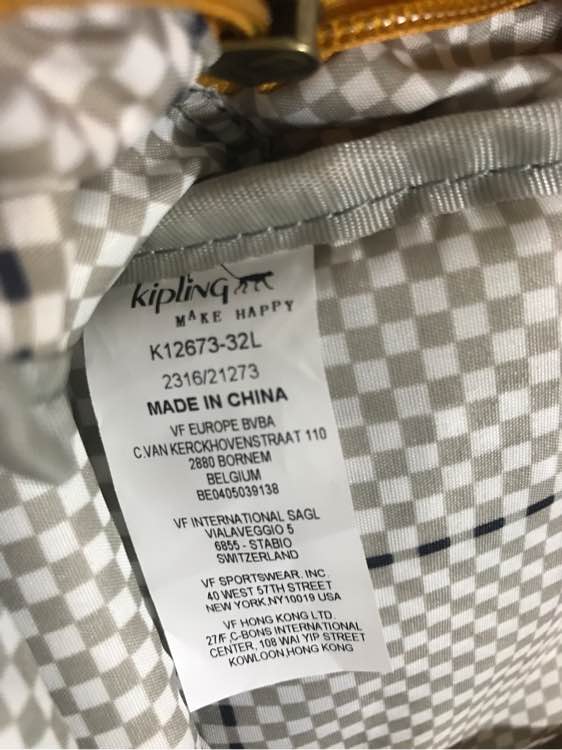 kipling
MAKE HAPPY
K12673-32L
2316/21273
MADE IN CHINA
VF EUROPE BVBA
C.VAN KERCKHOVENSTRAAT 110
2880 BORNEM
BELGIUM
BE0405039138
VF INTERNATIONAL SAGL
VIALAVEGGIO 5
6855 - STABIO
SWITZERLAND
VF SPORTSWEAR. INC.
40 WEST 57TH STREET
NEW YORK,NY10019 USA
VF HONG KONG LTD.
27/F,C-BONS INTERNATIONAL
CENTER, 108 WAI YIP STREET
KOWLOON,HONG KONG